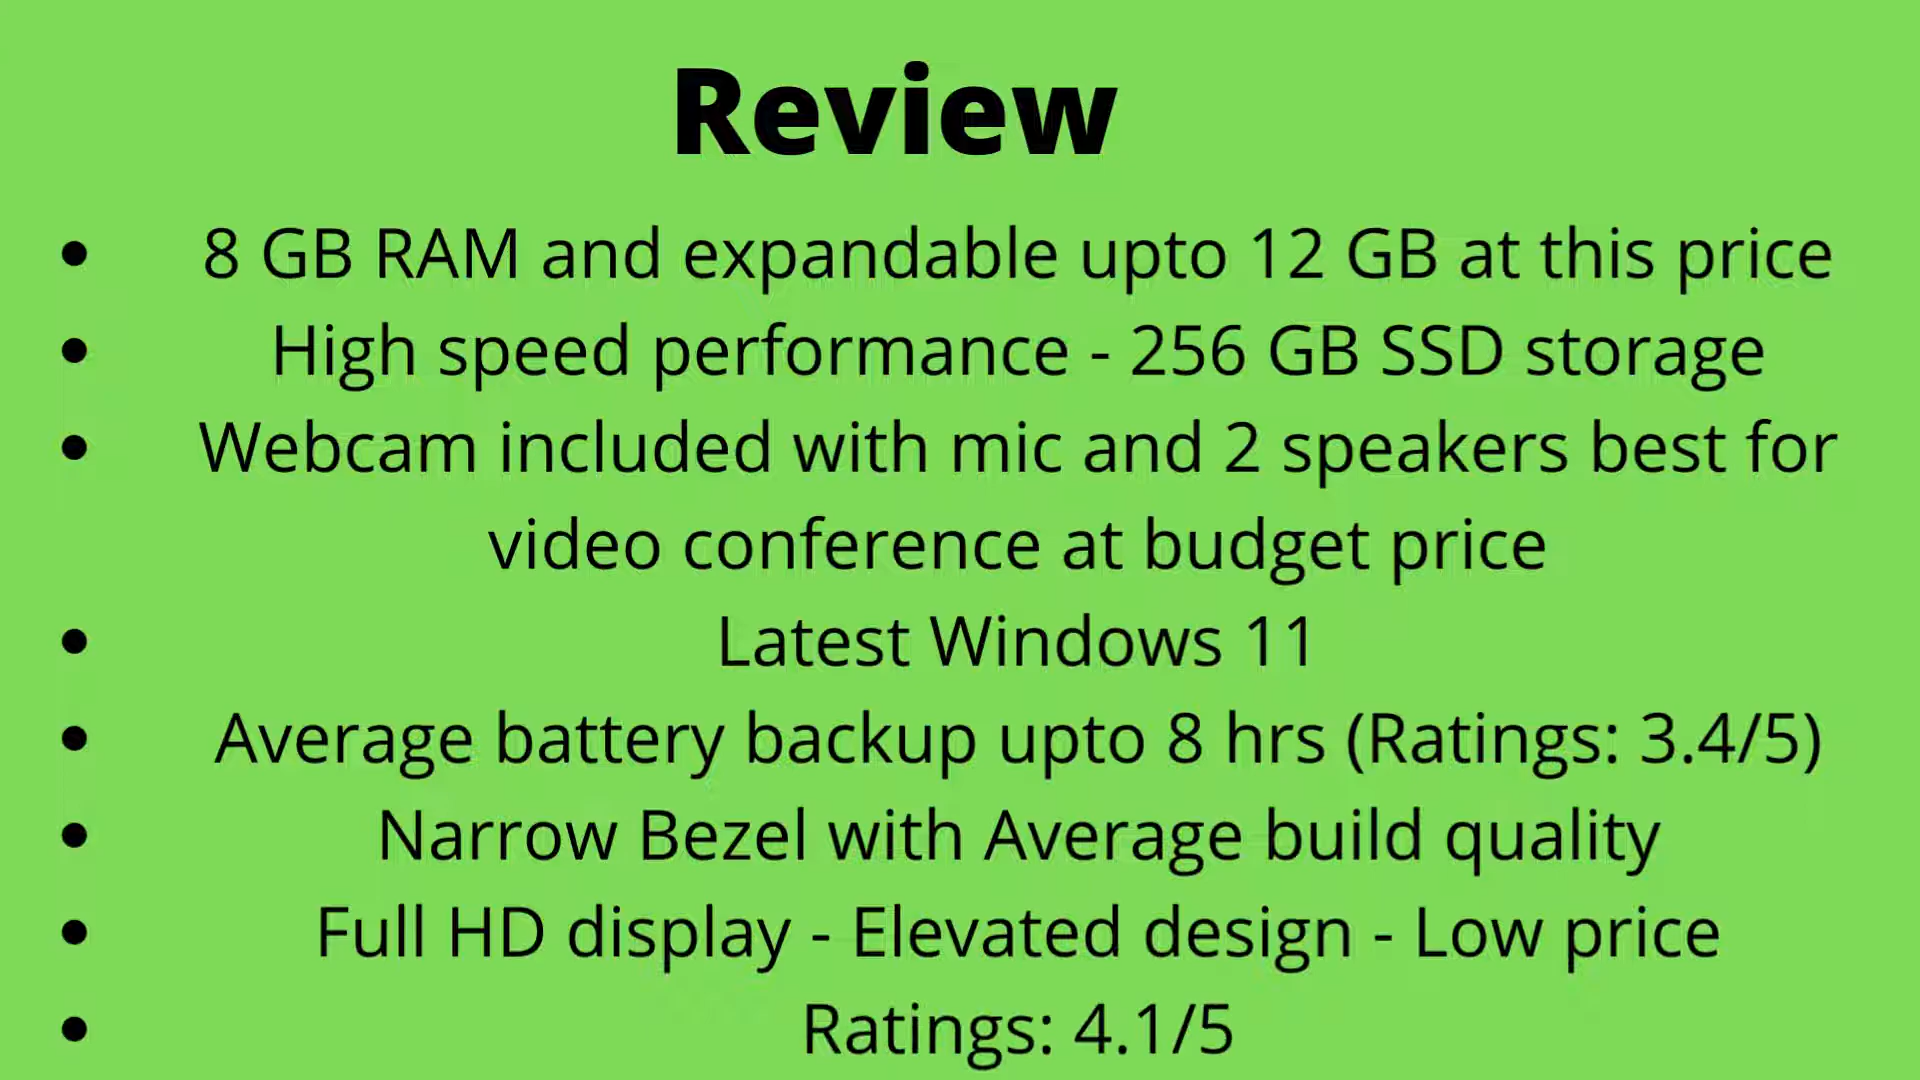 Review
• 8 GB RAM and expandable upto 12 GB at this price
• High speed performance - 256 GB SSD storage
• Webcam included with mic and 2 speakers best for
video conference at budget price
• Latest Windows 11
• Average battery backup upto 8 hrs (Ratings: 3.4/5)
• Narrow Bezel with Average build quality
• Full HD display - Elevated design - Low price
• Ratings: 4.1/5